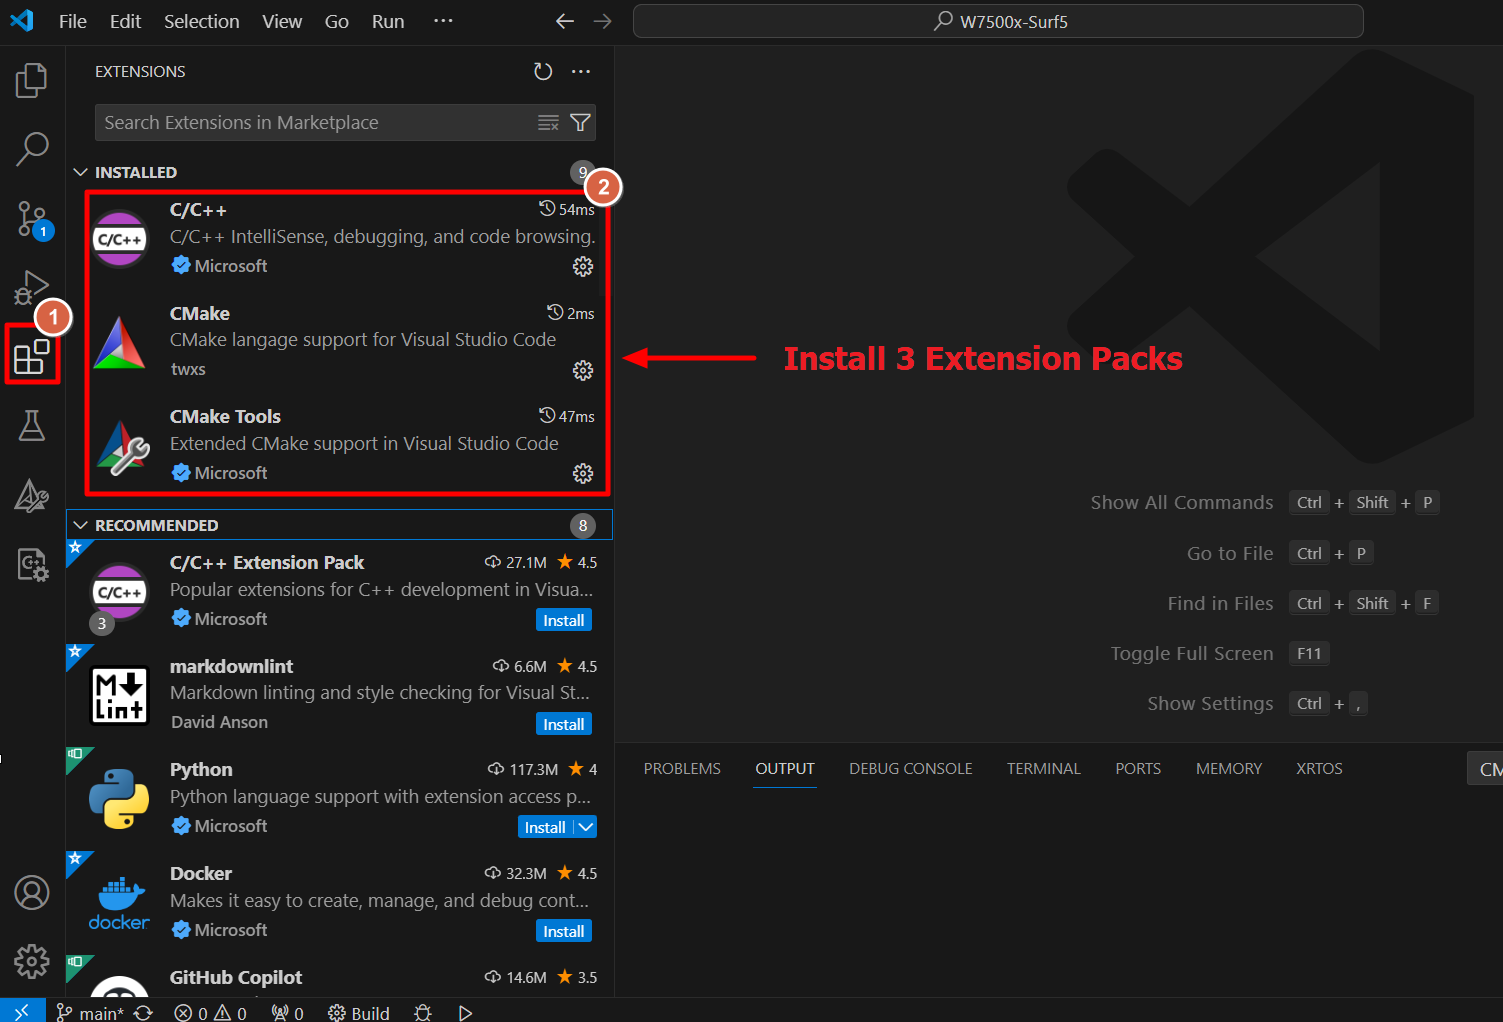 File Edit Selection View Go Run ···
W7500x-Surf5
EXTENSIONS
Search Extensions in Marketplace
INSTALLED 9
2
C/C++ 54ms
C/C++
C/C++ IntelliSense, debugging, and code browsing.
Microsoft
1
1
CMake 2ms
CMake langage support for Visual Studio Code
twxs
Install 3 Extension Packs
CMake Tools 47ms
Extended CMake support in Visual Studio Code
Microsoft
RECOMMENDED 8
C/C++ Extension Pack 27.1M 4.5
C/C++
Popular extensions for C++ development in Visua...
3
Microsoft Install
markdownlint 6.6M 4.5
M
Lint
Markdown linting and style checking for Visual St...
David Anson Install
Python 117.3M 4
Python language support with extension access p...
Microsoft Install
Docker 32.3M 4.5
Makes it easy to create, manage, and debug cont...
docker
Microsoft Install
GitHub Copilot 14.6M 3.5
C++
Show All Commands Ctrl + Shift + P
Go to File Ctrl + P
Find in Files Ctrl + Shift + F
Toggle Full Screen F11
Show Settings Ctrl + ,
PROBLEMS OUTPUT DEBUG CONSOLE TERMINAL PORTS MEMORY XRTOS
CM
main* 0 0 0 Build